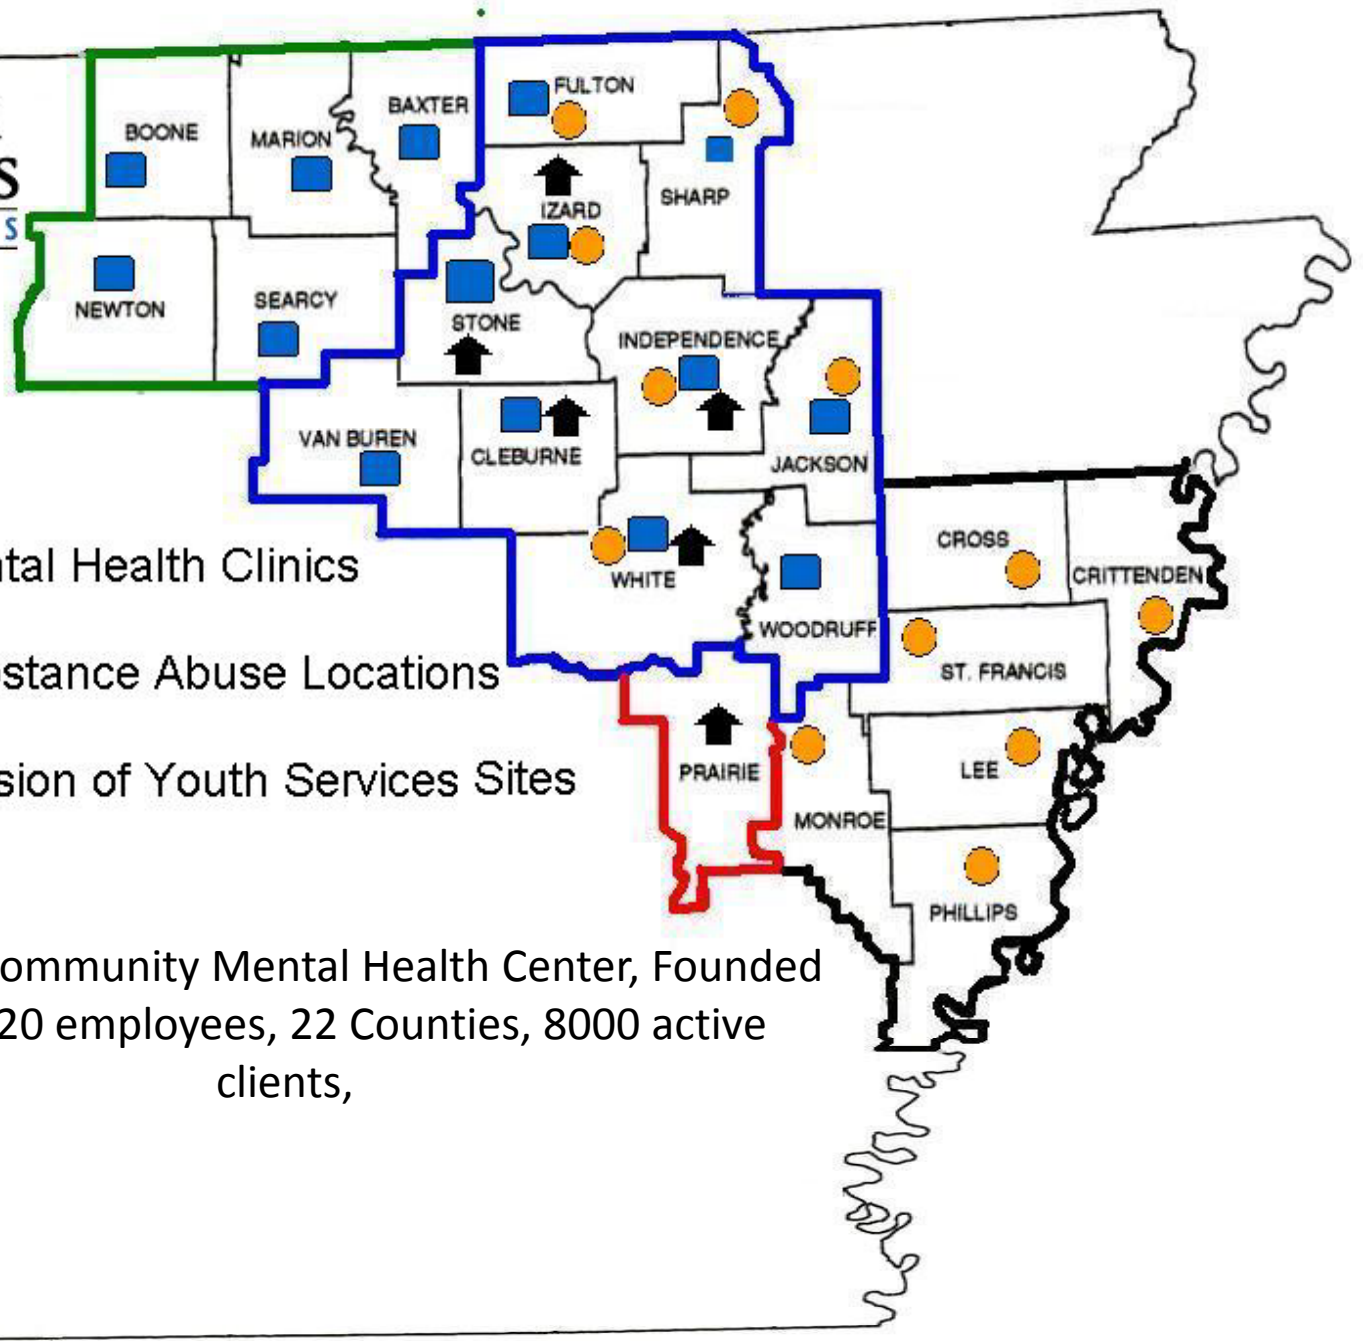 S
S
FULTON
BAXTER
BOONE
MARION
SHARP
IZARD
NEWTON
SEARCY
STONE
INDEPENDENCE
VAN BUREN
CLEBURNE
JACKSON
CROSS
ntal Health Clinics
CRITTENDEN
WHITE
WOODRUFF
stance Abuse Locations
ST. FRANCIS
sion of Youth Services Sites
PRAIRIE
LEE
MONROE
PHILLIPS
ommunity Mental Health Center, Founded
20 employees, 22 Counties, 8000 active
clients,